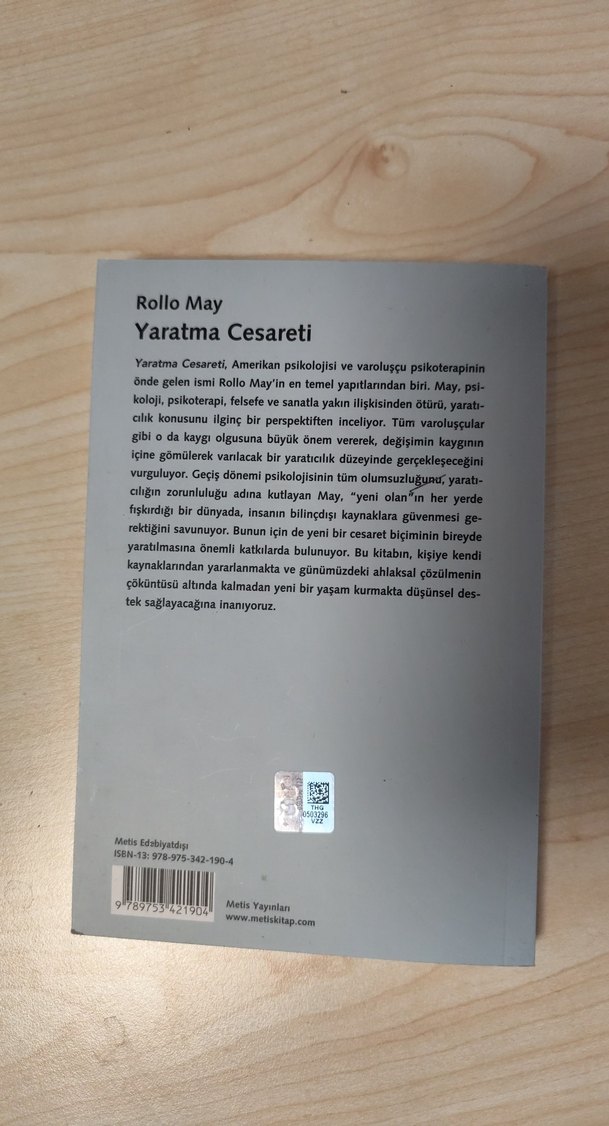 Rollo May
Yaratma Cesareti
Yaratma Cesareti, Amerikan psikolojisi ve varoluşçu psikoterapinin
önde gelen ismi Rollo May'in en temel yapıtlarından biri. May, psi-
koloji, psikoterapi, felsefe ve sanatla yakın ilişkisinden ötürü, yaratı-
cılık konusunu ilginç bir perspektiften inceliyor. Tüm varoluşçular
gibi o da kaygı olgusuna büyük önem vererek, değişimin kaygının
içine gömülerek varılacak bir yaratıcılık düzeyinde gerçekleşeceğini
vurguluyor. Geçiş dönemi psikolojisinin tüm olumsuzluğunu, yaratı-
cılığın zorunluluğu adına kutlayan May, "yeni olan"ın her yerde
fışkırdığı bir dünyada, insanın bilinçdışı kaynaklara güvenmesi ge-
rektiğini savunuyor. Bunun için de yeni bir cesaret biçiminin bireyde
yaratılmasına önemli katkılarda bulunuyor. Bu kitabın, kişiye kendi
kaynaklarından yararlanmakta ve günümüzdeki ahlaksal çözülmenin
çöküntüsü altında kalmadan yeni bir yaşam kurmakta düşünsel des-
tek sağlayacağına inanıyoruz.
THG
0503296
VZZ
Metis Edebiyatdışı
ISBN-13: 978-975-342-190-4
9 789753 421904
Metis Yayınları
www.metiskitap.com